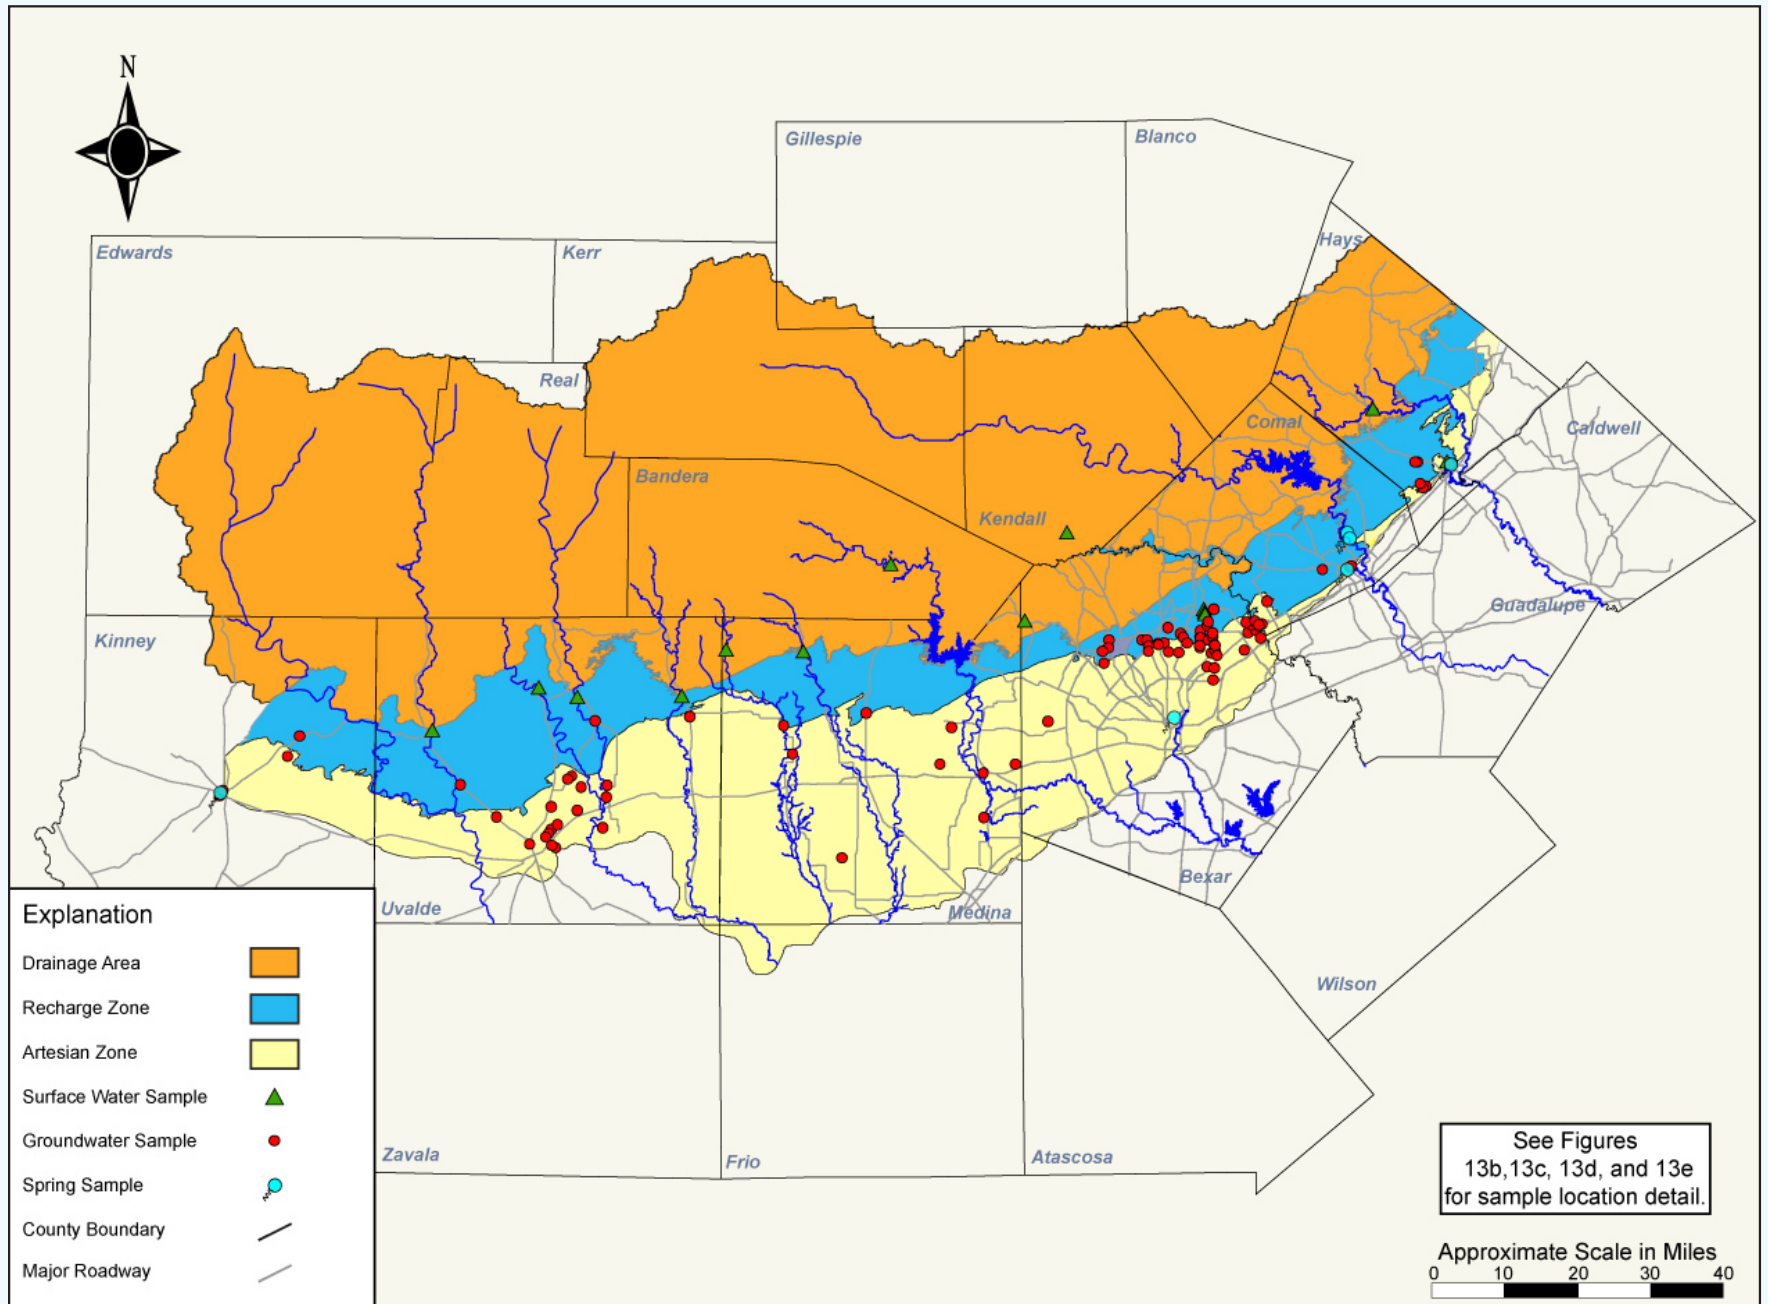 N
Gillespie
Blanco
Hays
Edwards
Kerr
Real
Comal
Caldwell
Bandera
Kendall
Guadalupe
Kinney
Bexar
Uvalde
Medina
Wilson
Zavala
Frio
Atascosa
Explanation
Drainage Area
Recharge Zone
Artesian Zone
Surface Water Sample
Groundwater Sample
Spring Sample
County Boundary
Major Roadway
See Figures
13b,13c, 13d, and 13e
for sample location detail.
Approximate Scale in Miles
0 10 20 30 40